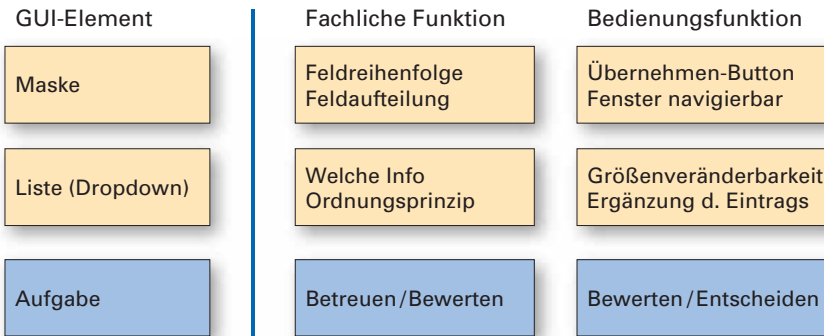 GUI-Element
Fachliche Funktion
Bedienungsfunktion
Maske
Feldreihenfolge
Feldaufteilung
Übernehmen-Button
Fenster navigierbar
Liste (Dropdown)
Welche Info
Ordnungsprinzip
Größenveränderbarkeit
Ergänzung d. Eintrags
Aufgabe
Betreuen/Bewerten
Bewerten/Entscheiden